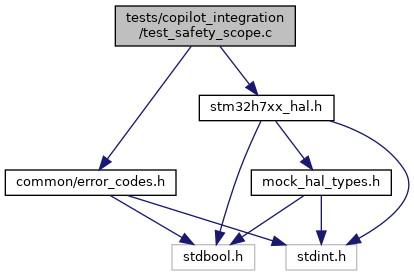 tests/copilot_integration
/test_safety_scope.c
stm32h7xx_hal.h
common/error_codes.h
mock_hal_types.h
stdbool.h
stdint.h